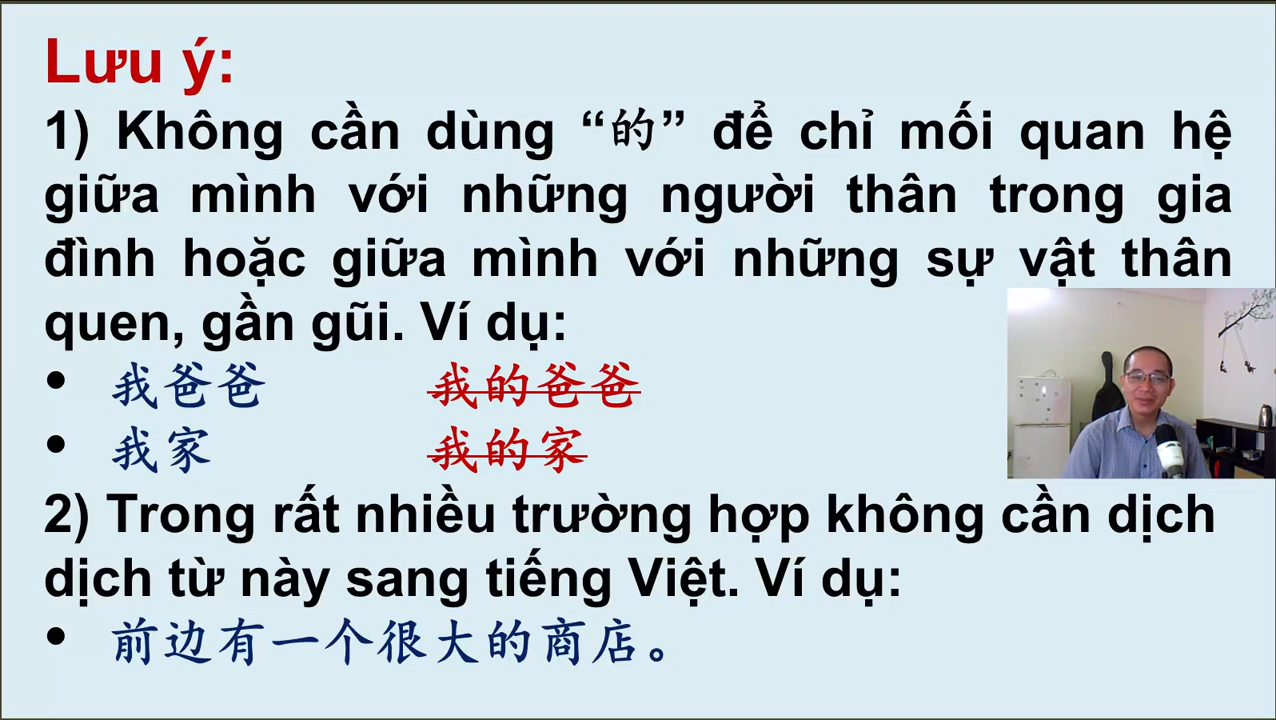 Lưu ý:
1) Không cần dùng “的” để chỉ mối quan hệ
giữa mình với những người thân trong gia
đình hoặc giữa mình với những sự vật thân
quen, gần gũi. Ví dụ:
• 我爸爸 我的爸爸
• 我家 我的家
2) Trong rất nhiều trường hợp không cần dịch
dịch từ này sang tiếng Việt. Ví dụ:
• 前边有一个很大的商店。